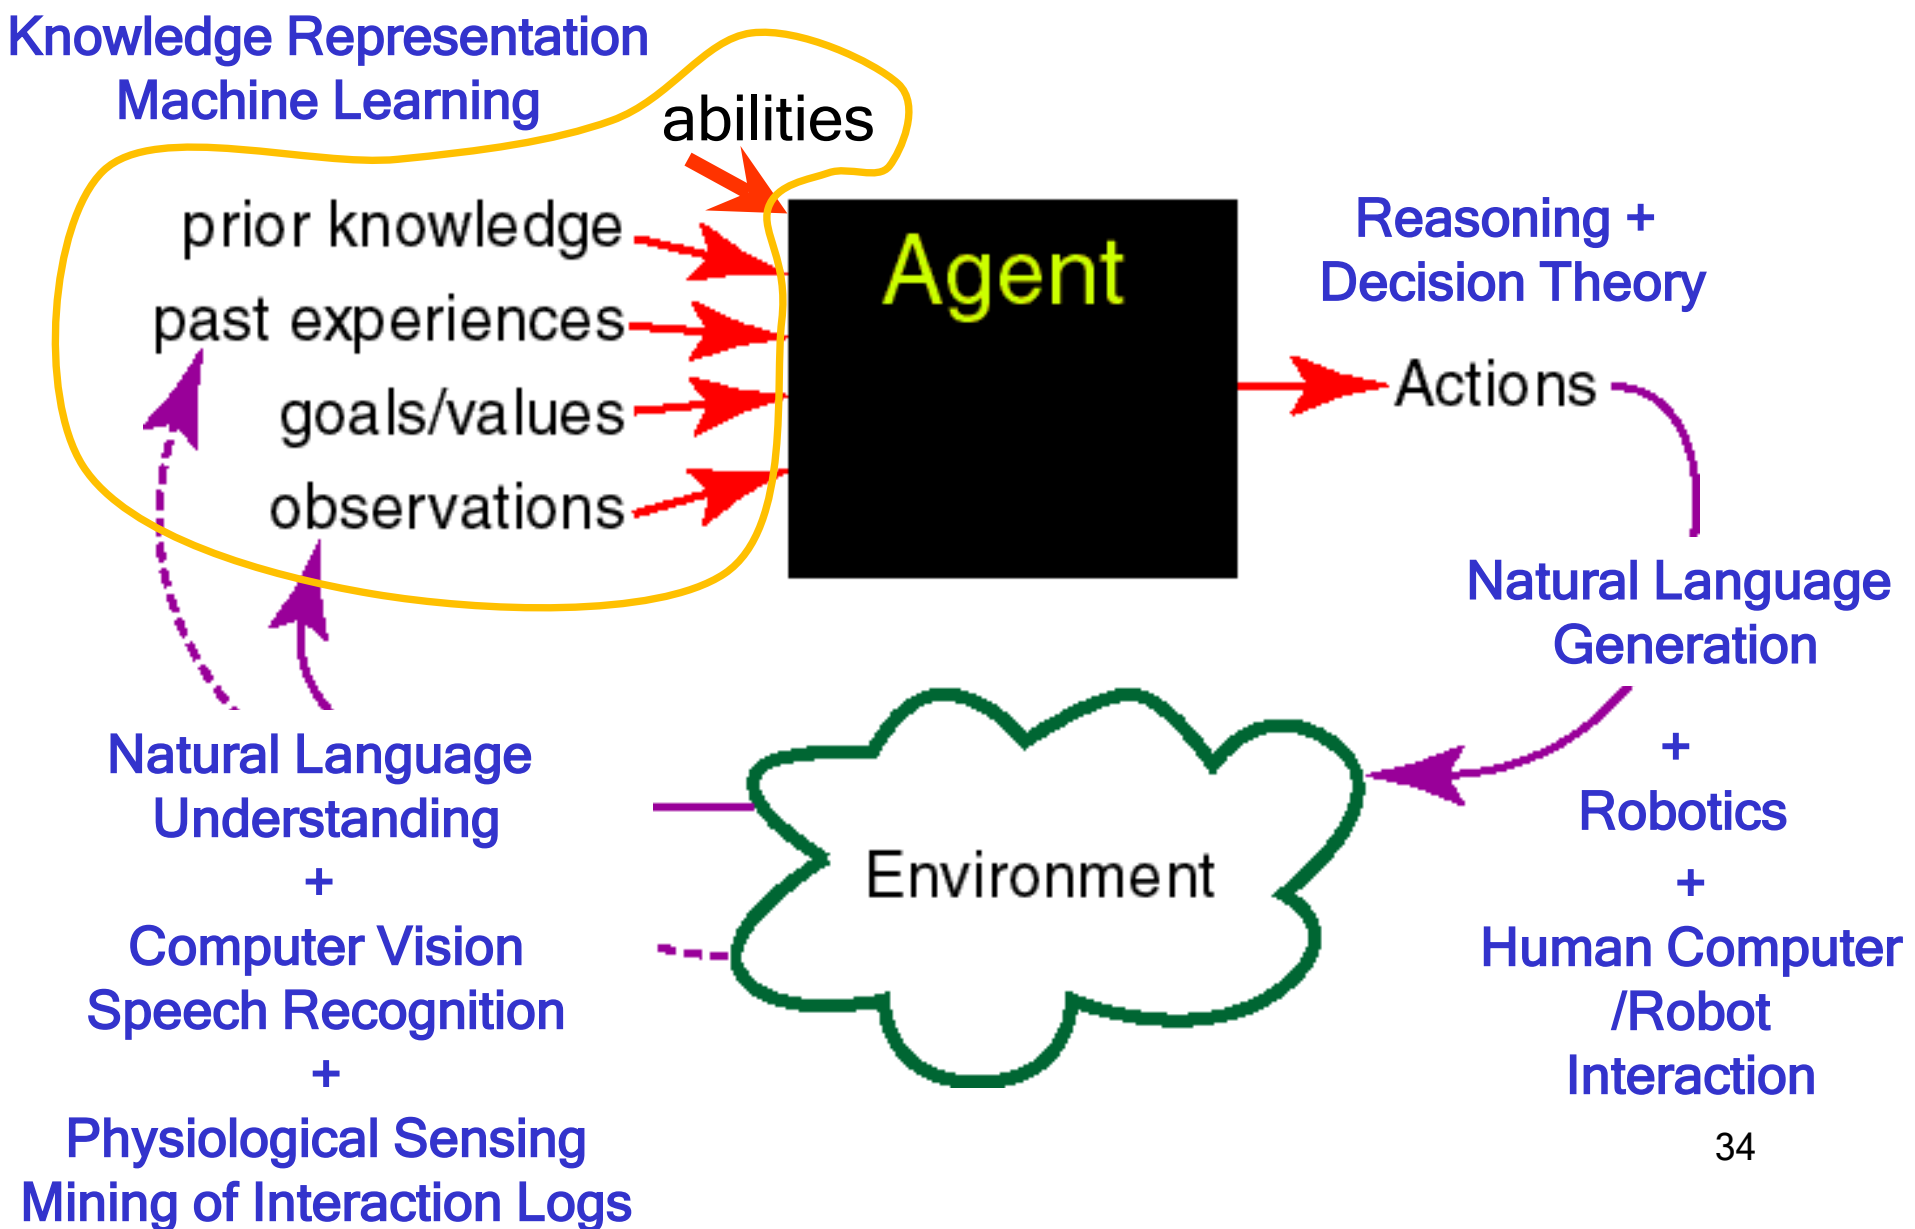 Knowledge Representation
Machine Learning
abilities
prior knowledge
past experiences
goals/values
observations
Agent
Reasoning +
Decision Theory
Actions
Natural Language
Generation
+
Robotics
+
Human Computer
/Robot
Interaction
Natural Language
Understanding
+
Computer Vision
Speech Recognition
+
Physiological Sensing
Mining of Interaction Logs
Environment
34